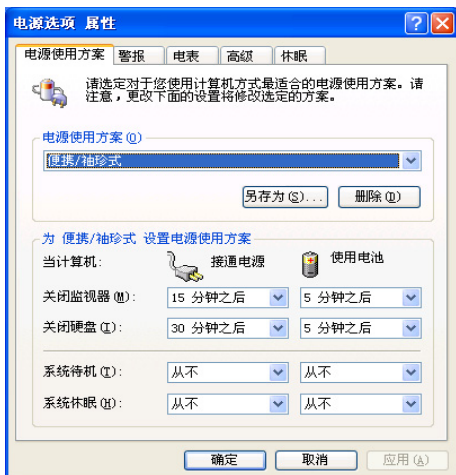 电源选项 属性
电源使用方案 警报 电表 高级 休眠
请选定对于您使用计算机方式最适合的电源使用方案。请
注意，更改下面的设置将修改选定的方案。
电源使用方案(O)
便携/袖珍式
另存为(S)... 删除(D)
为 便携/袖珍式 设置电源使用方案
当计算机: 接通电源 使用电池
关闭监视器(M): 15 分钟之后 5 分钟之后
关闭硬盘(I): 30 分钟之后 5 分钟之后
系统待机(T): 从不 从不
系统休眠(H): 从不 从不
确定 取消 应用(A)